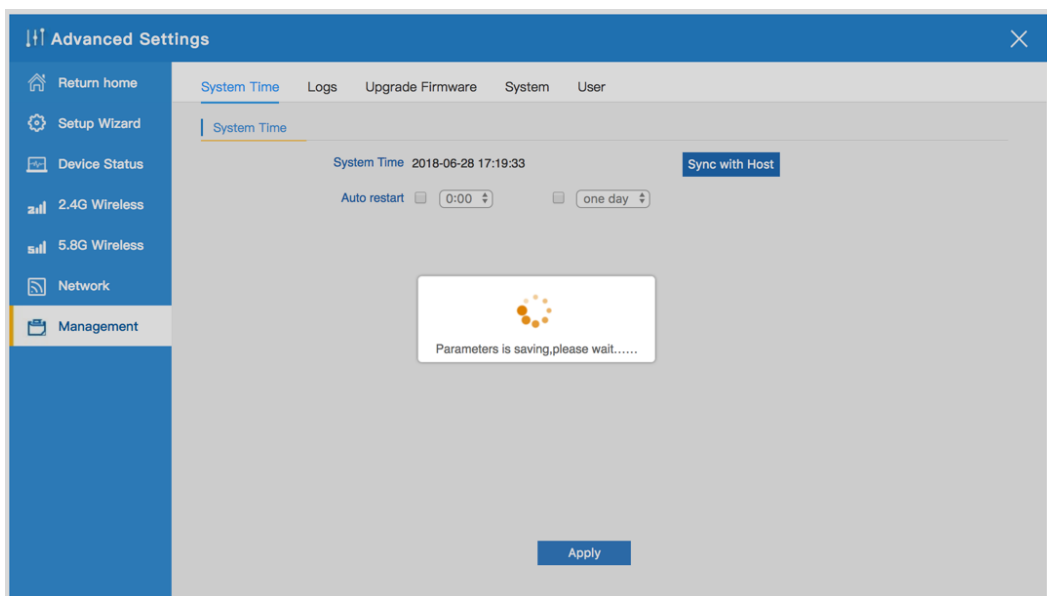 Advanced Settings
Return home
Setup Wizard
Device Status
2.4G Wireless
5.8G Wireless
Network
Management
System Time Logs Upgrade Firmware System User
System Time
System Time 2018-06-28 17:19:33 Sync with Host
Auto restart 0:00 one day
Parameters is saving,please wait......
Apply